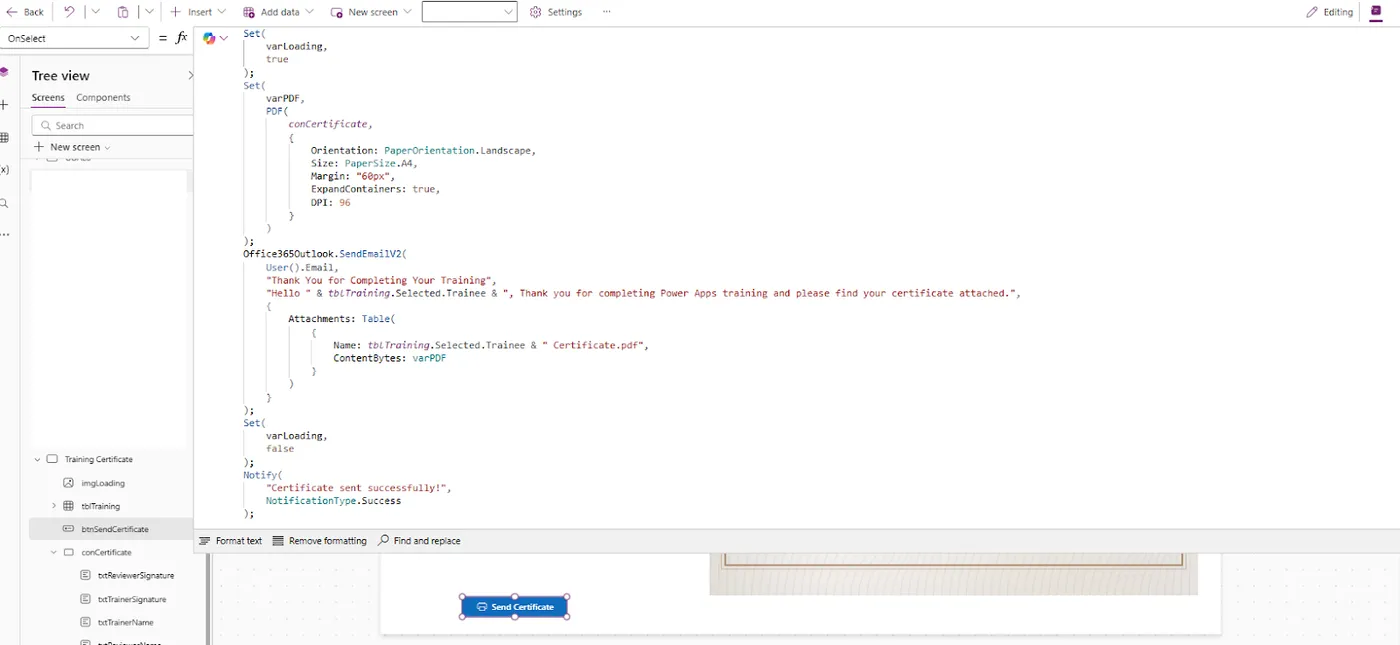 Back
Insert
Add data
New screen
Settings
...
Editing
OnSelect
= fx
Tree view
Screens Components
Search
New screen
Set(
varLoading,
true
);
Set(
varPDF,
PDF(
conCertificate,
{
Orientation: PaperOrientation.Landscape,
Size: PaperSize.A4,
Margin: "60px",
ExpandContainers: true,
DPI: 96
}
)
);
Office365Outlook.SendEmailV2(
User().Email,
"Thank You for Completing Your Training",
"Hello " & tblTraining.Selected.Trainee & ", Thank you for completing Power Apps training and please find your certificate attached.",
{
Attachments: Table(
{
Name: tblTraining.Selected.Trainee & " Certificate.pdf",
ContentBytes: varPDF
}
)
}
);
Set(
varLoading,
false
);
Notify(
"Certificate sent successfully!",
NotificationType.Success
);
Format text Remove formatting Find and replace
Training Certificate
imgLoading
tblTraining
btnSendCertificate
conCertificate
txtReviewerSignature
txtTrainerSignature
txtTrainerName
txtReviewerName
Send Certificate